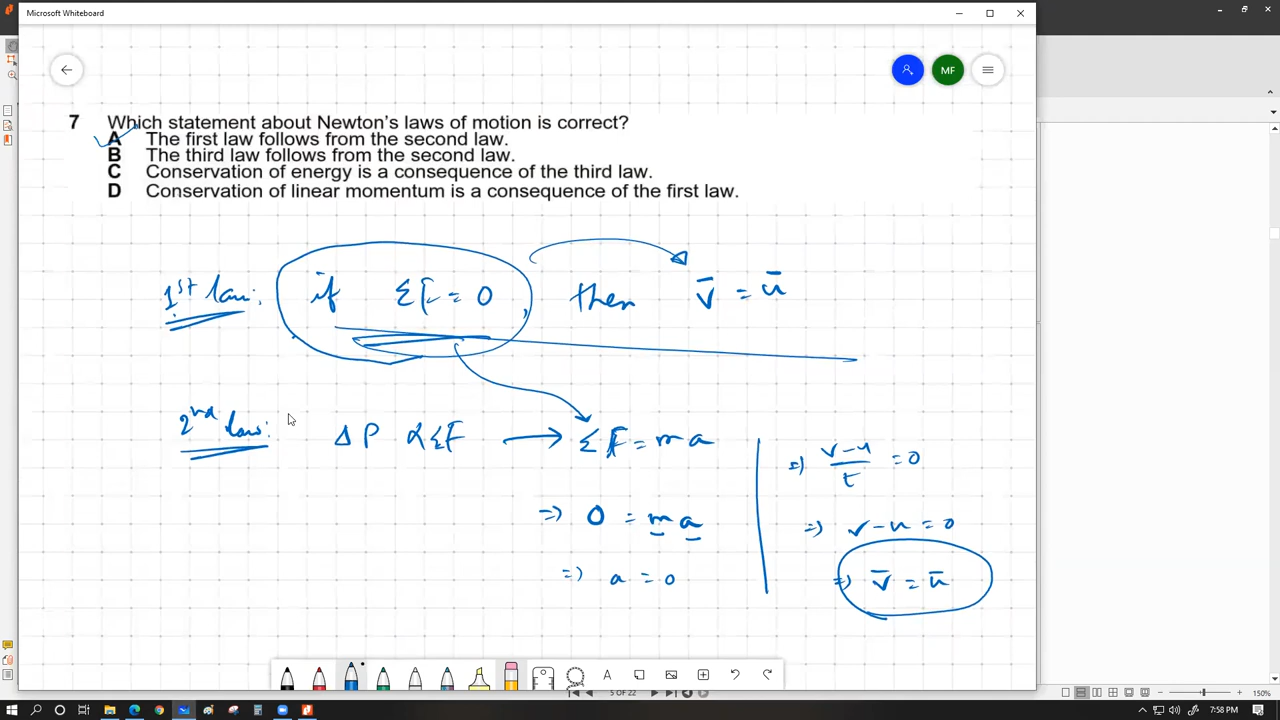 Microsoft Whiteboard
MF
7 Which statement about Newton's laws of motion is correct?
A The first law follows from the second law.
B The third law follows from the second law.
C Conservation of energy is a consequence of the third law.
D Conservation of linear momentum is a consequence of the first law.
1st law: if ΣF = 0, then v̄ = ū
2nd law: ΔP ∝ ΣF → ΣF = ma
⇒ 0 = ma
⇒ a = 0
⇒ v-u/t = 0
⇒ v-u = 0
⇒ v̄ = ū
5 OF 22
150%
7:58 PM